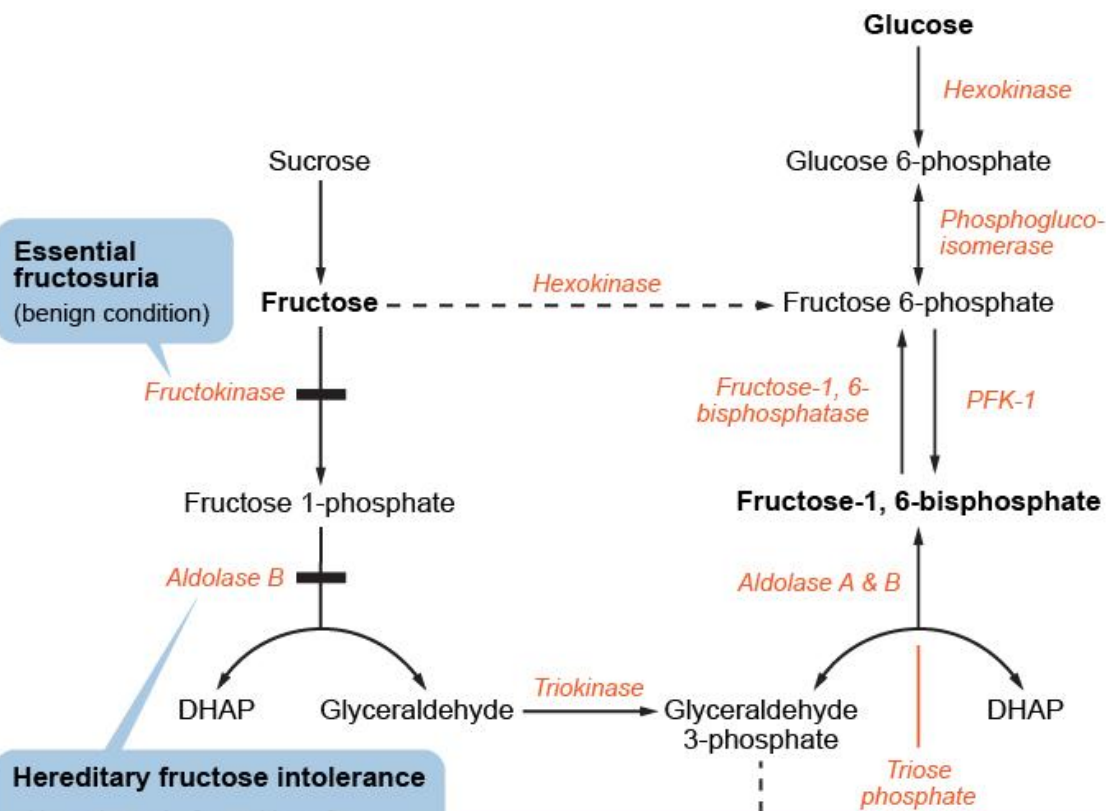 Glucose
Hexokinase
Sucrose
Glucose 6-phosphate
Essential
fructosuria
(benign condition)
Phosphogluco-
isomerase
Fructose
Hexokinase
Fructose 6-phosphate
Fructokinase
Fructose-1, 6-
bisphosphatase
PFK-1
Fructose 1-phosphate
Fructose-1, 6-bisphosphate
Aldolase B
Aldolase A & B
DHAP
Glyceraldehyde
Triokinase
Glyceraldehyde
3-phosphate
DHAP
Hereditary fructose intolerance
Triose
phosphate